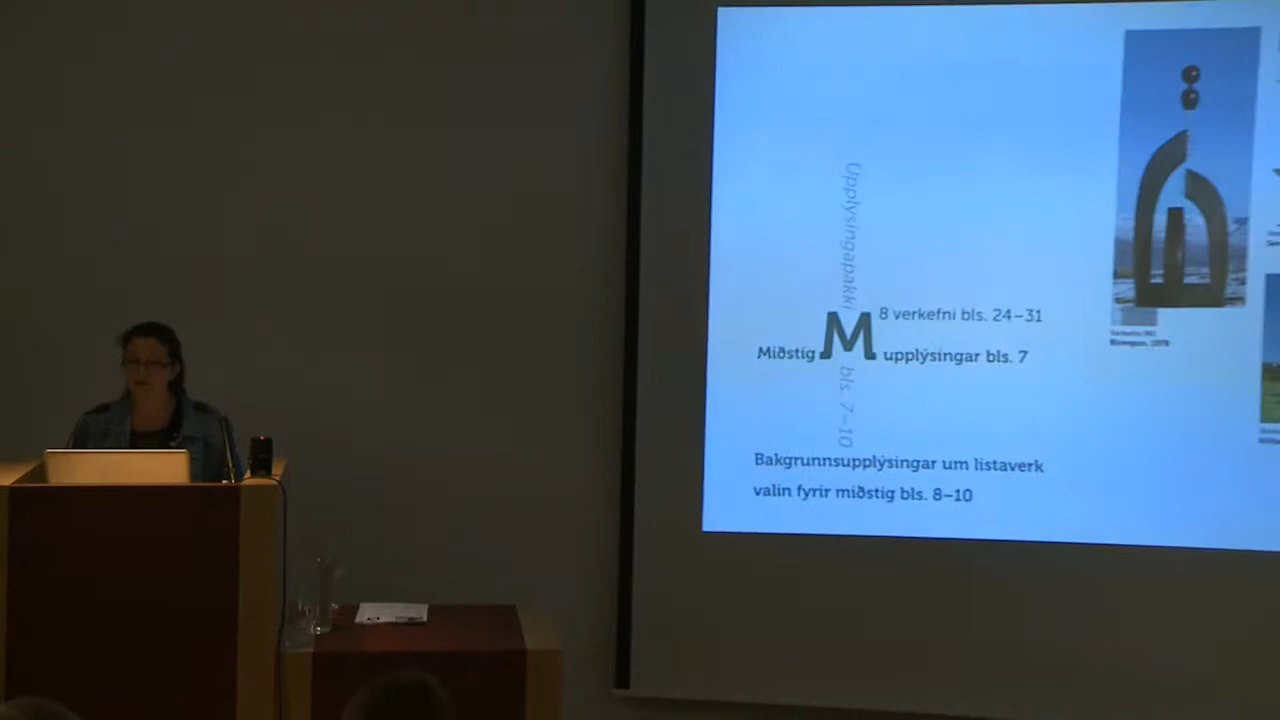 Upplýsingapakki bls. 7–10
8 verkefni bls. 24–31
Miðstig M upplýsingar bls. 7
Bakgrunnsupplýsingar um listaverk
valin fyrir miðstig bls. 8–10